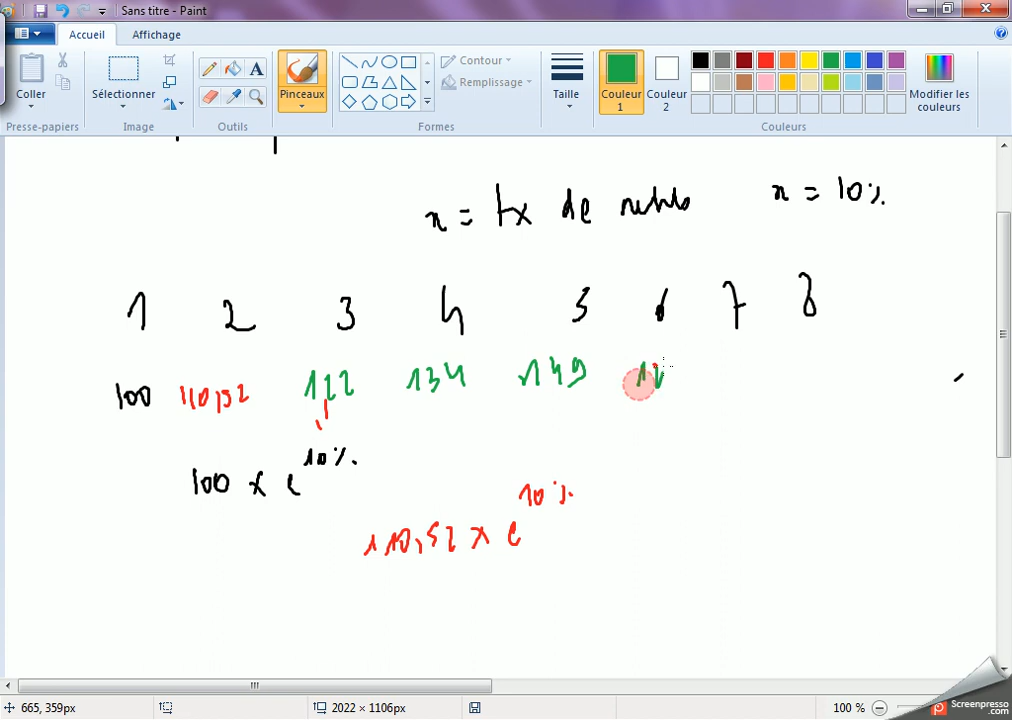 Sans titre - Paint
Accueil Affichage
Coller
Sélectionner
Pinceaux
Contour
Remplissage
Taille
Couleur 1
Couleur 2
Modifier les couleurs
Presse-papiers Image Outils Formes Couleurs
n = tx de n = 10%
1 2 3 4 5 6 7 8
100 110,52 122 134 149
100 x e 10%
110,52 x e 10%
665, 359px 2022 × 1106px 100 %
Screenpresso.com